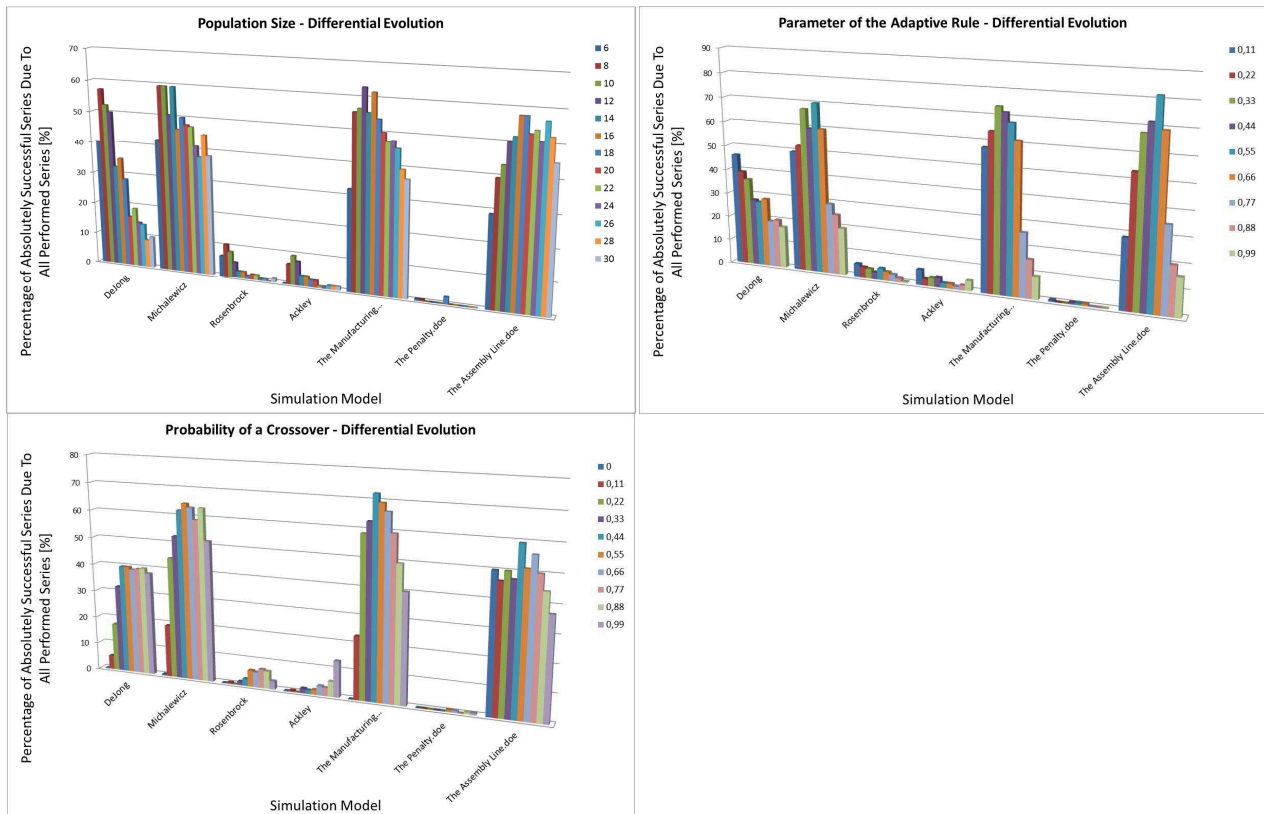 Population Size - Differential Evolution
Percentage of Absolutely Successful Series Due To
All Performed Series [%]
70
60
50
40
30
20
10
0
DeJong
Michalewicz
Rosenbrock
Ackley
The Manufacturing...
The Penalty.doe
The Assembly Line.doe
Simulation Model
6
8
10
12
14
16
18
20
22
24
26
28
30
Parameter of the Adaptive Rule - Differential Evolution
Percentage of Absolutely Successful Series Due To
All Performed Series [%]
90
80
70
60
50
40
30
20
10
0
DeJong
Michalewicz
Rosenbrock
Ackley
The Manufacturing...
The Penalty.doe
The Assembly Line.doe
Simulation Model
0,11
0,22
0,33
0,44
0,55
0,66
0,77
0,88
0,99
Probability of a Crossover - Differential Evolution
Percentage of Absolutely Successful Series Due To
All Performed Series [%]
80
70
60
50
40
30
20
10
0
DeJong
Michalewicz
Rosenbrock
Ackley
The Manufacturing...
The Penalty.doe
The Assembly Line.doe
Simulation Model
0
0,11
0,22
0,33
0,44
0,55
0,66
0,77
0,88
0,99